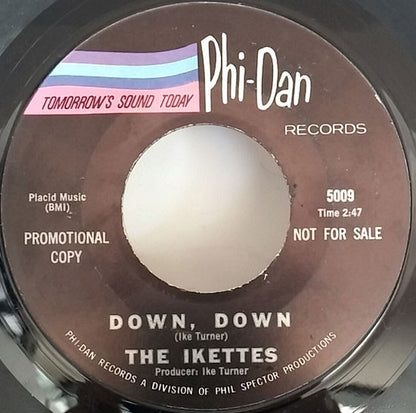 TOMORROW'S SOUND TODAY
Phi-Dan
RECORDS
Placid Music
(BMI)
5009
Time 2:47
PROMOTIONAL
COPY
NOT FOR SALE
DOWN, DOWN
(Ike Turner)
THE IKETTES
Producer: Ike Turner
PHI-DAN RECORDS A DIVISION OF PHIL SPECTOR PRODUCTIONS